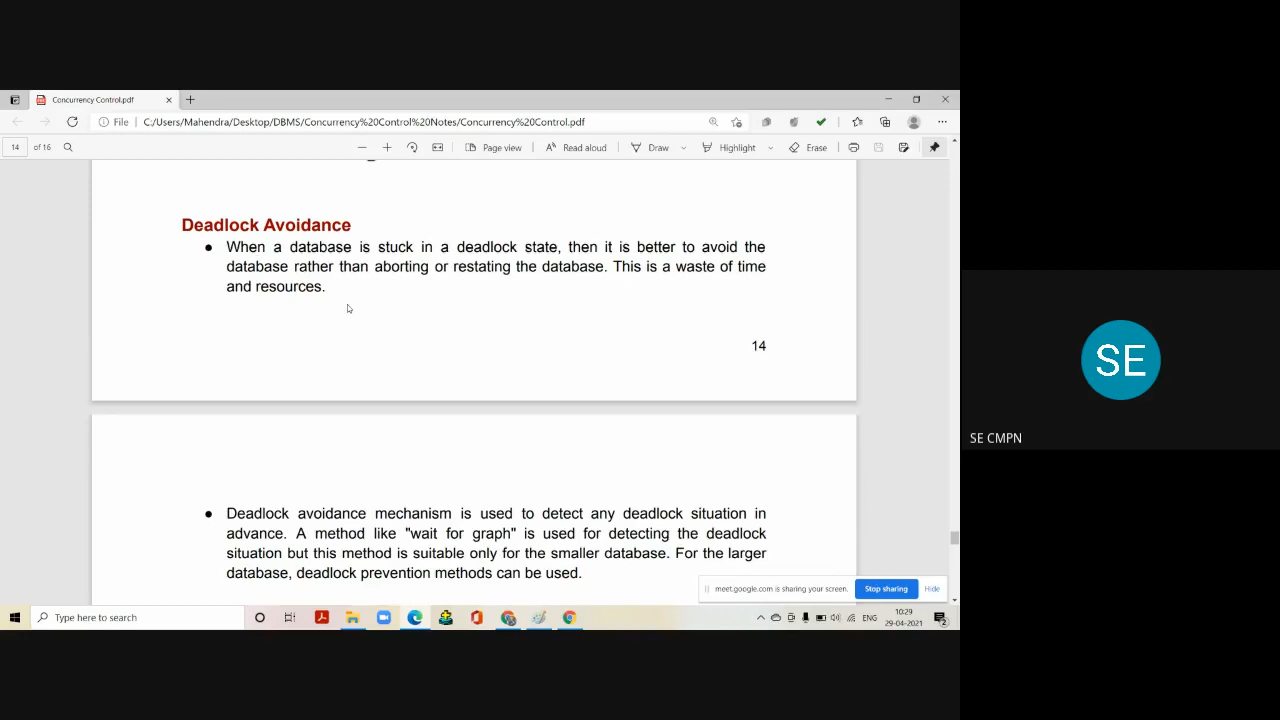 Concurrency Control.pdf
File
C:/Users/Mahendra/Desktop/DBMS/Concurrency%20Control%20Notes/Concurrency%20Control.pdf
14 of 16
Page view
Read aloud
Draw
Highlight
Erase
Deadlock Avoidance
● When a database is stuck in a deadlock state, then it is better to avoid the
database rather than aborting or restating the database. This is a waste of time
and resources.
14
● Deadlock avoidance mechanism is used to detect any deadlock situation in
advance. A method like "wait for graph" is used for detecting the deadlock
situation but this method is suitable only for the smaller database. For the larger
database, deadlock prevention methods can be used.
meet.google.com is sharing your screen.
Stop sharing
Hide
Type here to search
ENG
10:29
29-04-2021
2
SE
SE CMPN